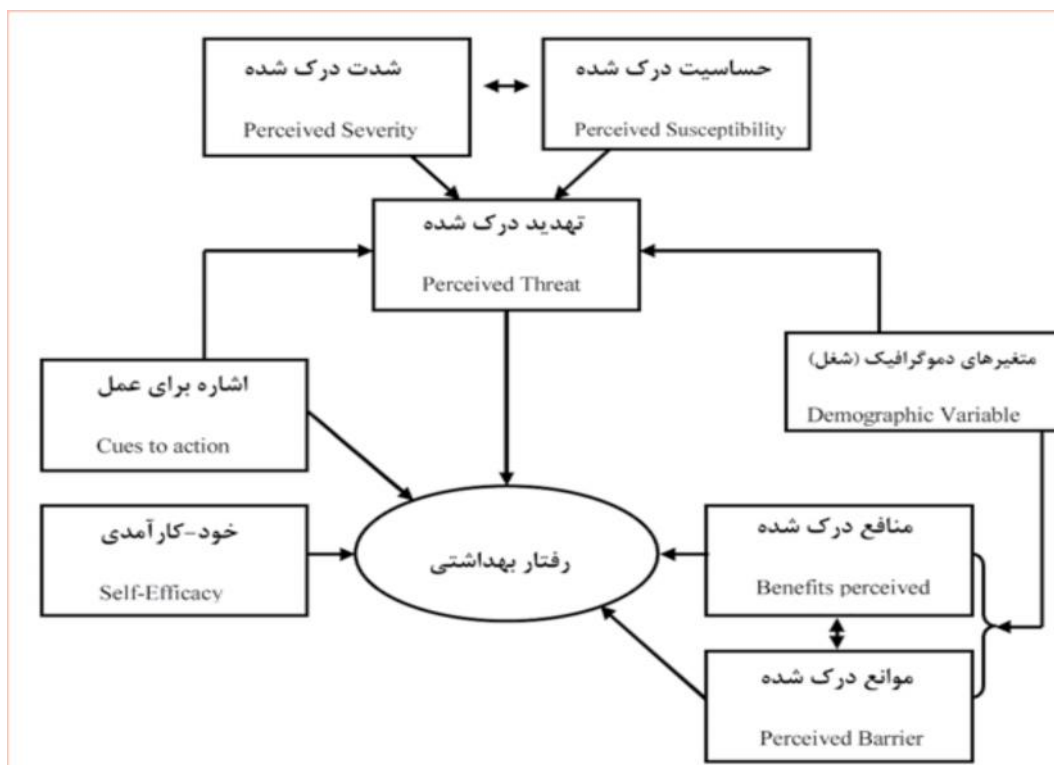 شدت درک شده
Perceived Severity
حساسیت درک شده
Perceived Susceptibility
تهدید درک شده
Perceived Threat
اشاره برای عمل
Cues to action
متغیرهای دموگرافیک (شغل)
Demographic Variable
خود-کارآمدی
Self-Efficacy
رفتار بهداشتی
منافع درک شده
Benefits perceived
موانع درک شده
Perceived Barrier